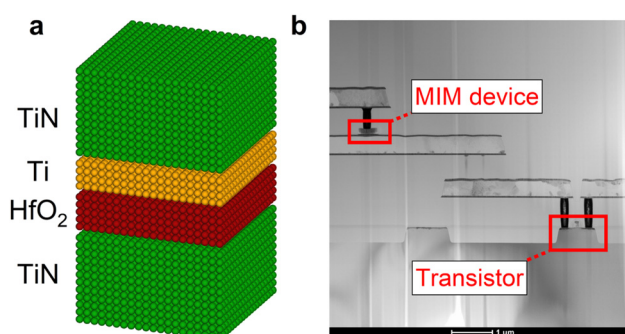 a
TiN
Ti
HfO₂
TiN
b
MIM device
Transistor
1 μm